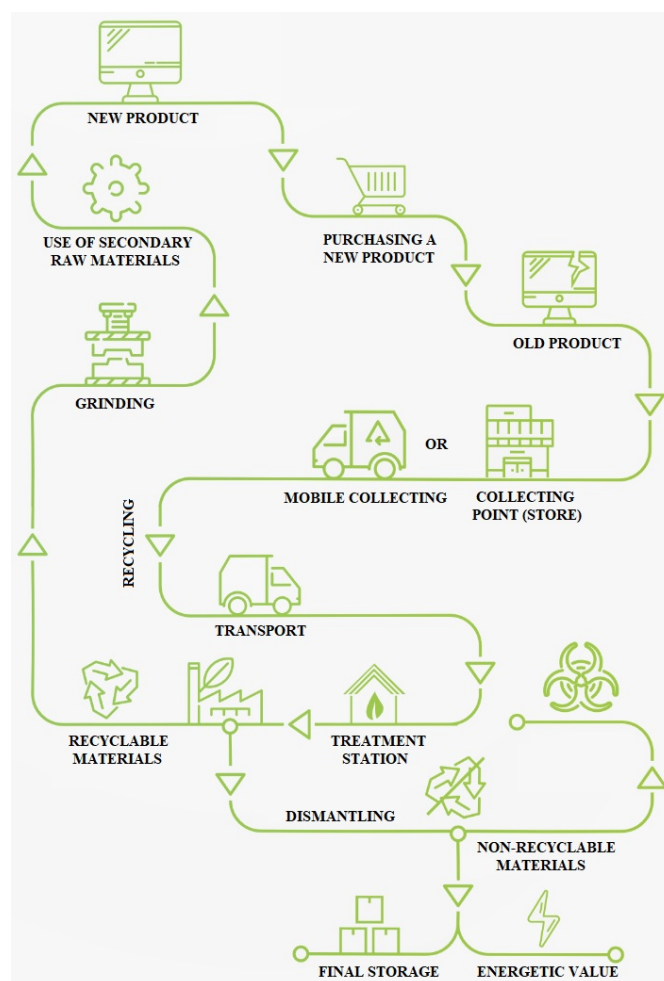 NEW PRODUCT
USE OF SECONDARY
RAW MATERIALS
PURCHASING A
NEW PRODUCT
OLD PRODUCT
GRINDING
OR
MOBILE COLLECTING
COLLECTING
POINT (STORE)
RECYCLING
TRANSPORT
RECYCLABLE
MATERIALS
TREATMENT
STATION
DISMANTLING
NON-RECYCLABLE
MATERIALS
FINAL STORAGE
ENERGETIC VALUE